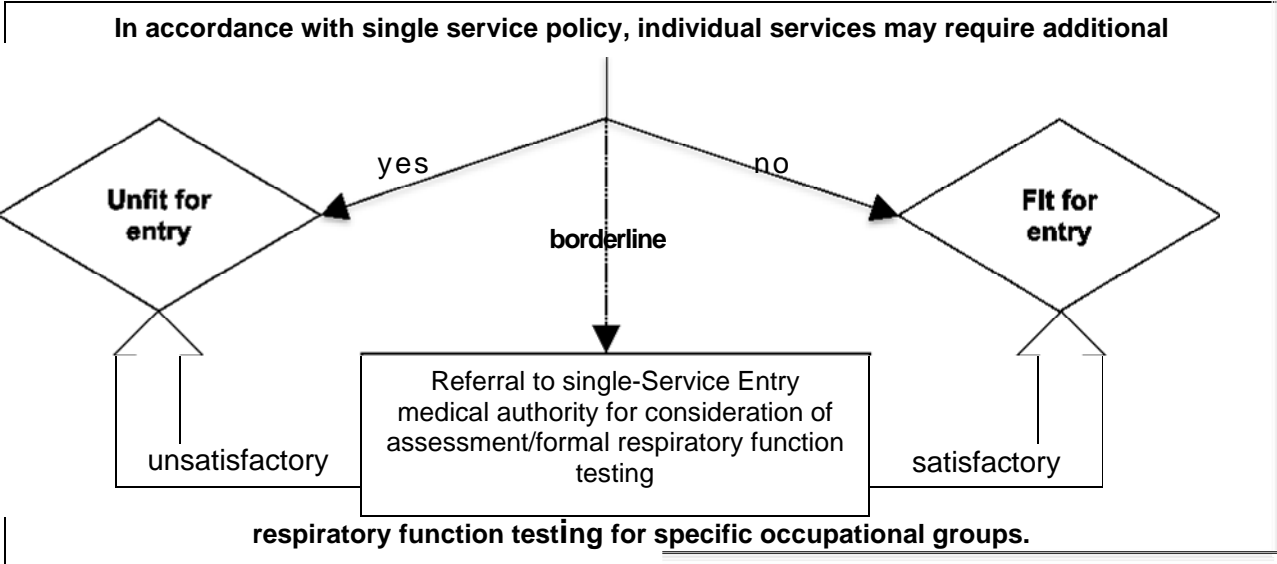 In accordance with single service policy, individual services may require additional
yes
no
Unfit for
entry
borderline
FIt for
entry
Referral to single-Service Entry
medical authority for consideration of
assessment/formal respiratory function
testing
unsatisfactory
satisfactory
respiratory function testing for specific occupational groups.